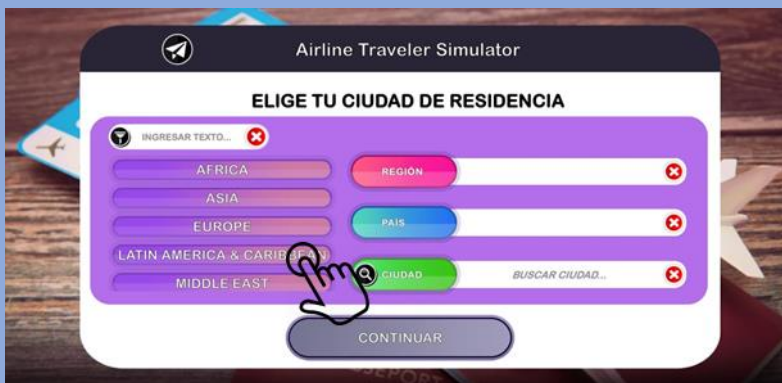 Airline Traveler Simulator
ELIGE TU CIUDAD DE RESIDENCIA
INGRESAR TEXTO...
AFRICA
ASIA
EUROPE
LATIN AMERICA & CARIBBEAN
MIDDLE EAST
REGIÓN
PAÍS
CIUDAD
BUSCAR CIUDAD...
CONTINUAR